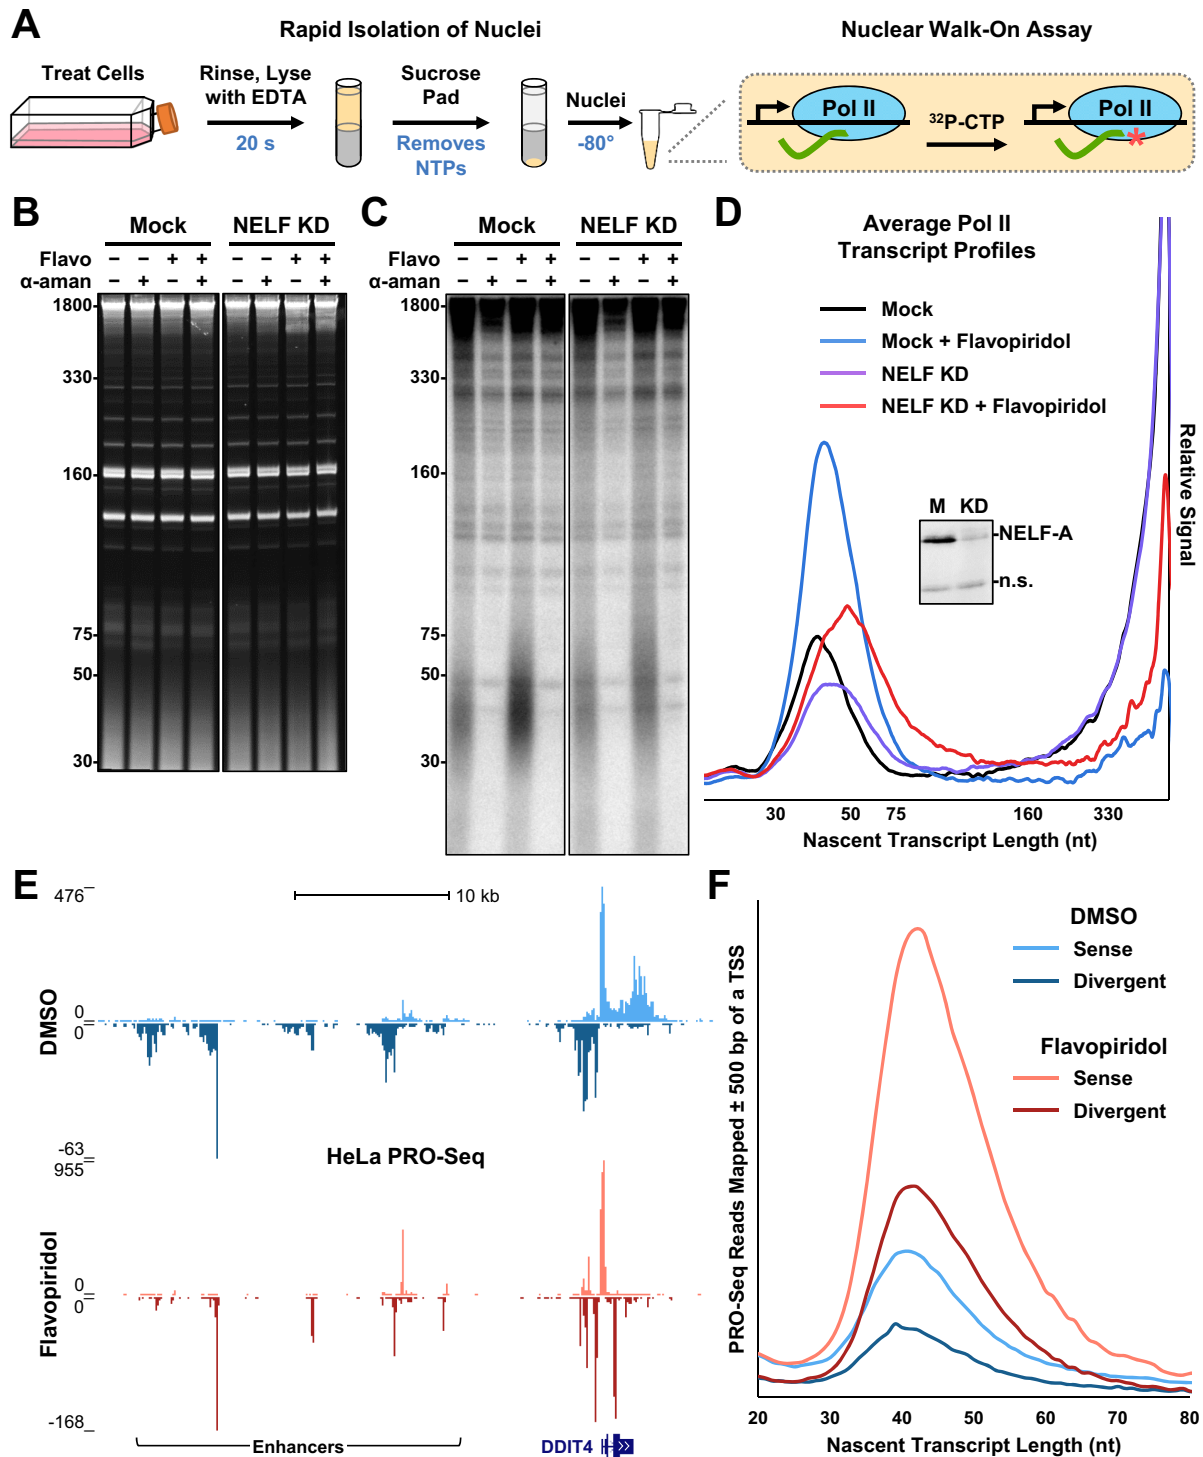 A
Rapid Isolation of Nuclei
Nuclear Walk-On Assay
Treat Cells
Rinse, Lyse
with EDTA
20 s
Sucrose
Pad
Removes
NTPs
Nuclei
-80°
Pol II
³²P-CTP
Pol II
*
B
Mock
NELF KD
Flavo – – + + – – + +
α-aman – + – + – + – +
1800
330
160
75
50
30
C
Mock
NELF KD
Flavo – – + + – – + +
α-aman – + – + – + – +
1800
330
160
75
50
30
D
Average Pol II
Transcript Profiles
Mock
Mock + Flavopiridol
NELF KD
NELF KD + Flavopiridol
M KD
-NELF-A
-n.s.
Relative Signal
30 50 75 160 330
Nascent Transcript Length (nt)
E
10 kb
476
0
0
-63
DMSO
HeLa PRO-Seq
955
0
0
-168
Flavopiridol
Enhancers
DDIT4
F
DMSO
Sense
Divergent
Flavopiridol
Sense
Divergent
PRO-Seq Reads Mapped ± 500 bp of a TSS
20 30 40 50 60 70 80
Nascent Transcript Length (nt)